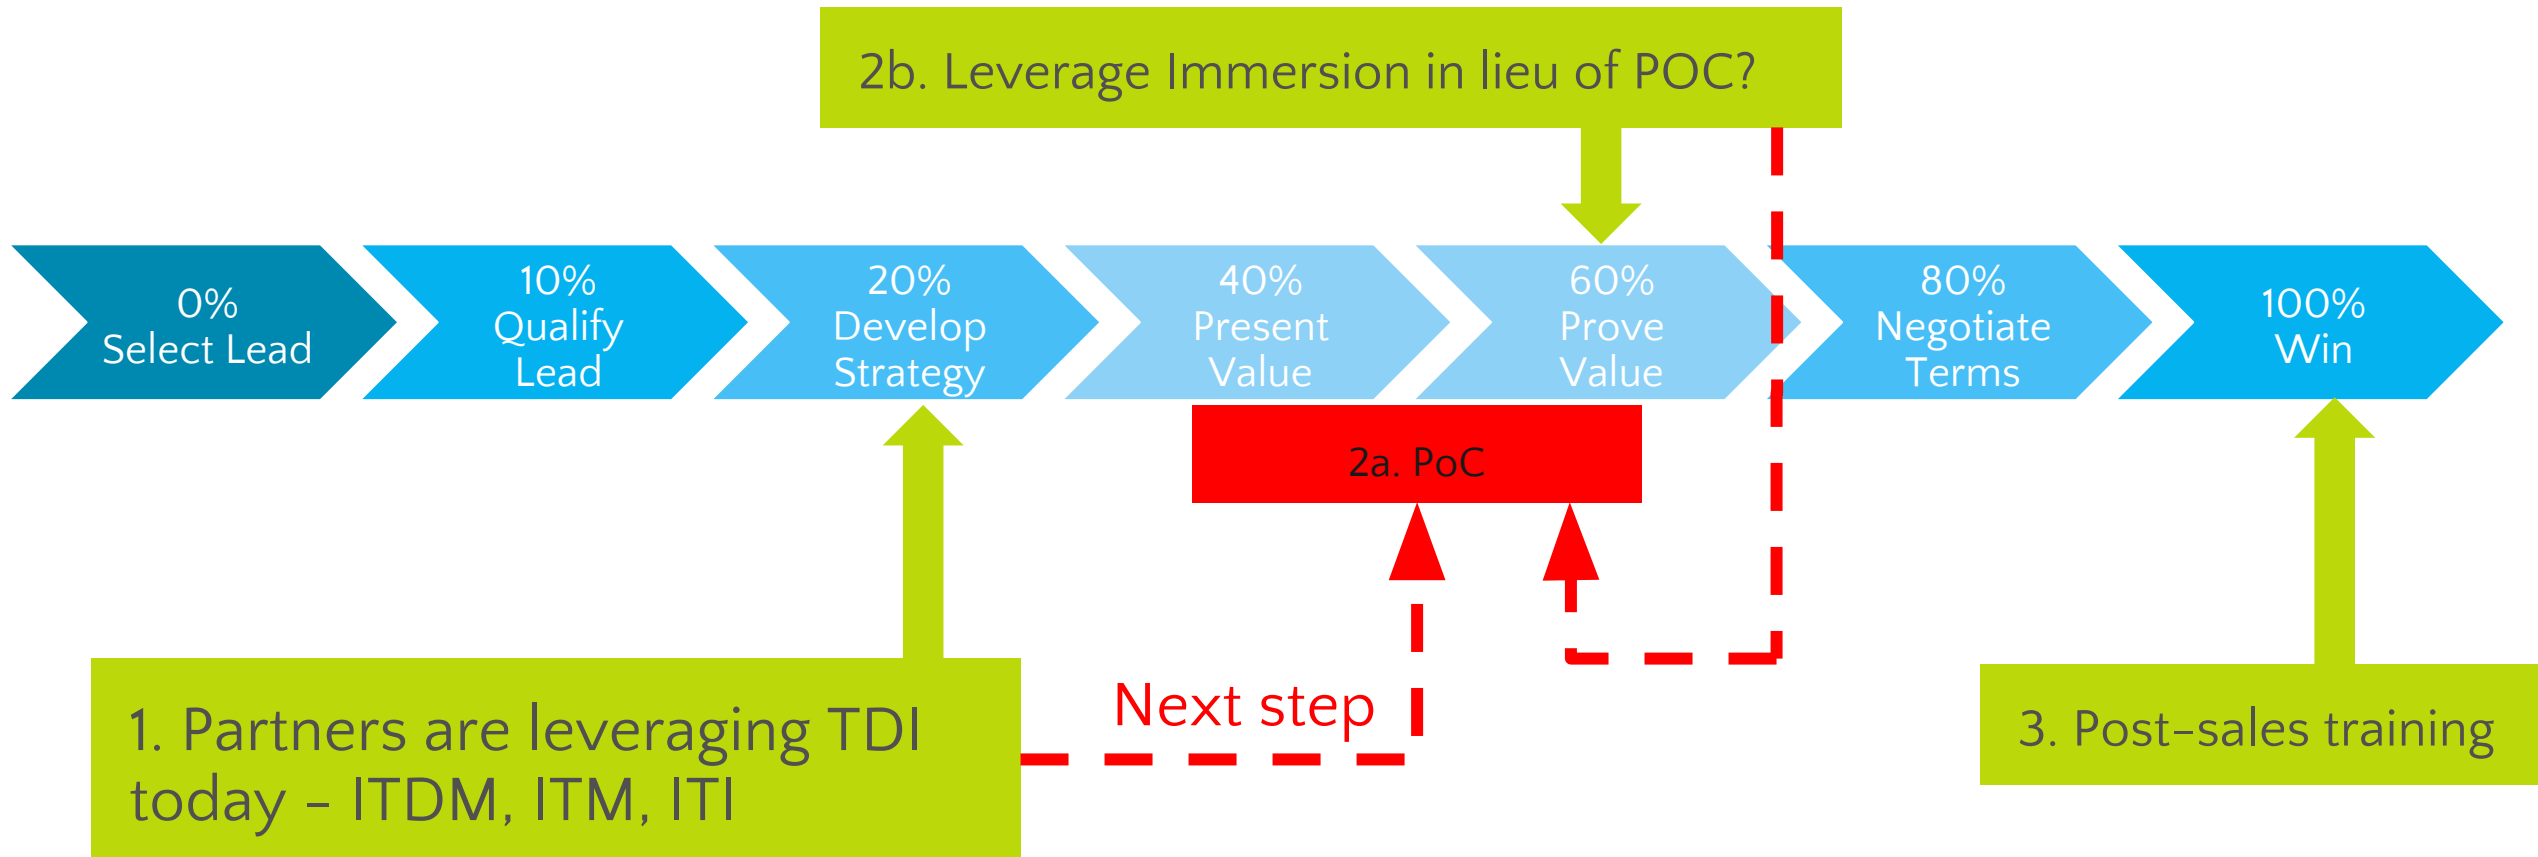 2b. Leverage Immersion in lieu of POC?
0%
Select Lead
10%
Qualify
Lead
20%
Develop
Strategy
40%
Present
Value
60%
Prove
Value
80%
Negotiate
Terms
100%
Win
2a. PoC
Next step
1. Partners are leveraging TDI
today - ITDM, ITM, ITI
3. Post-sales training